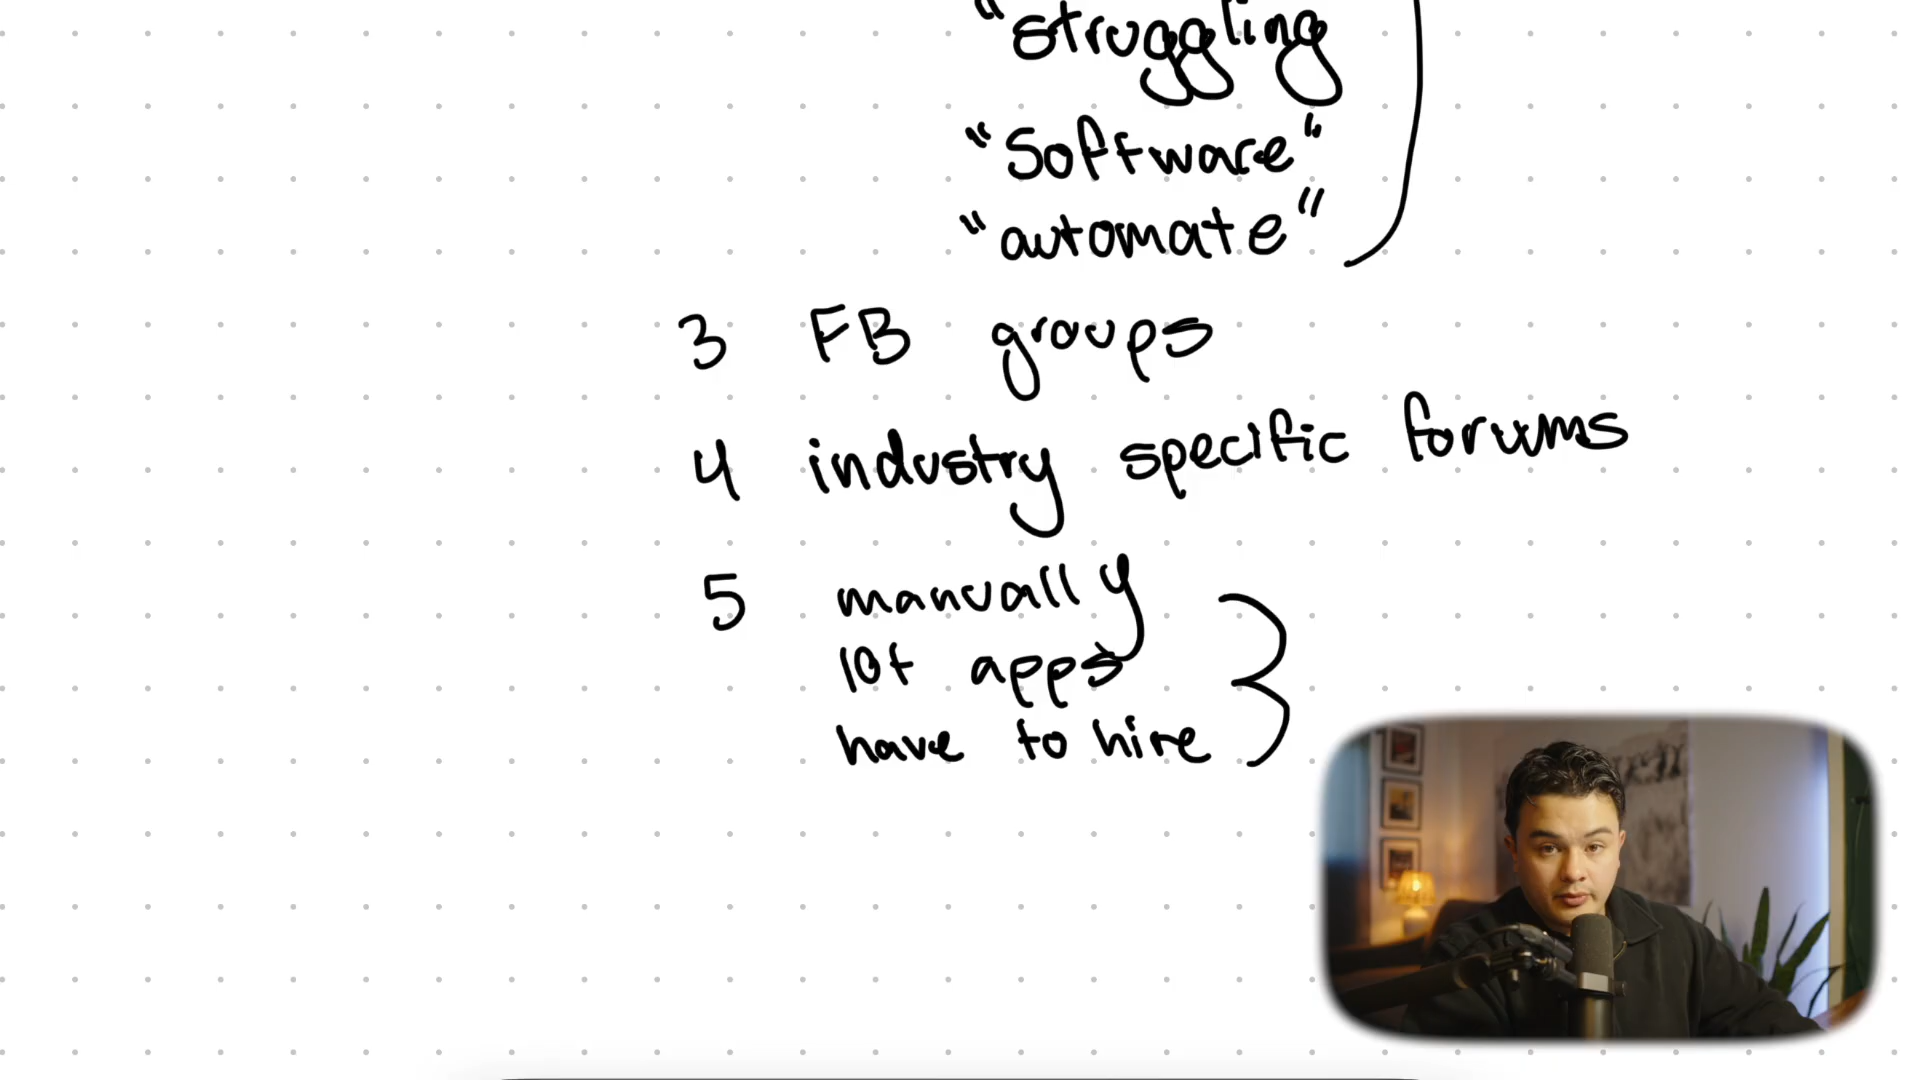 "struggling
"Software"
"automate"
3 FB groups
4 industry specific forums
5 manually
10+ apps
have to hire